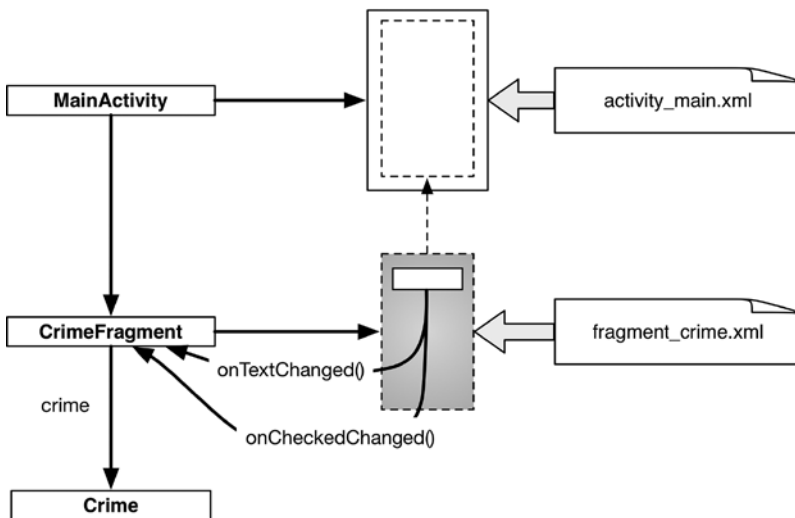 MainActivity
activity_main.xml
CrimeFragment
fragment_crime.xml
onTextChanged()
crime
onCheckedChanged()
Crime